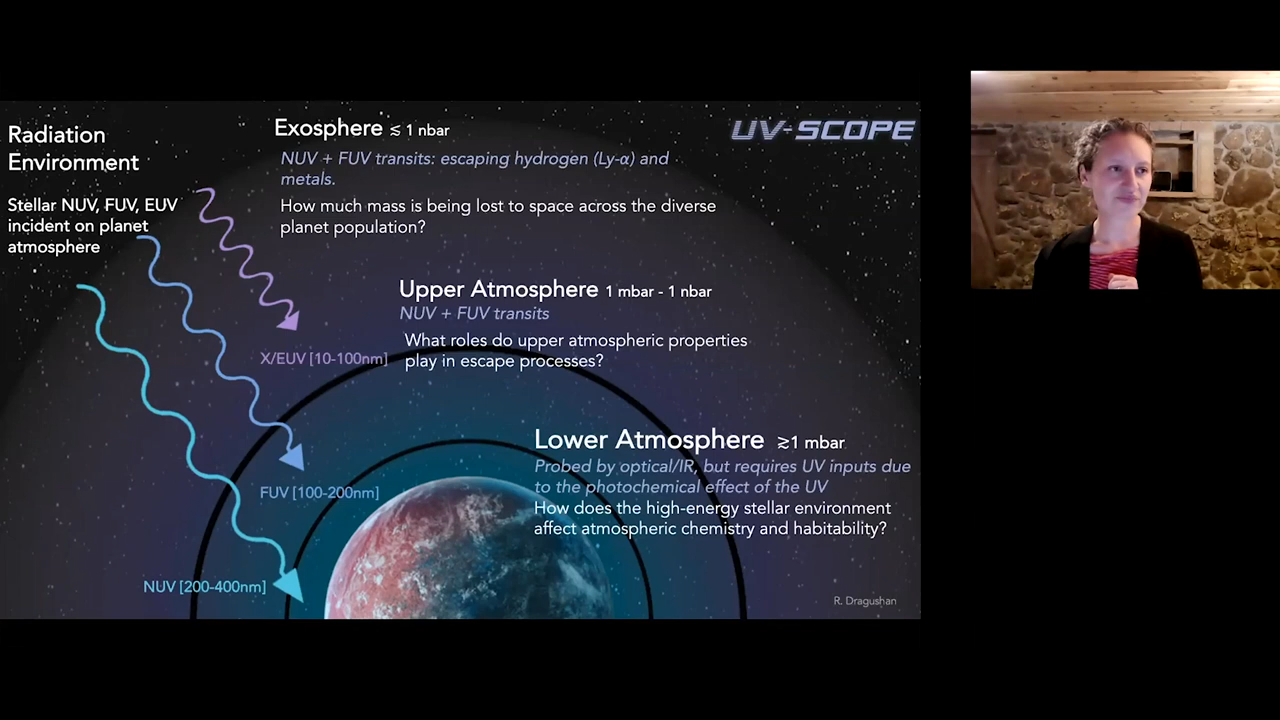 Radiation
Environment
Stellar NUV, FUV, EUV
incident on planet
atmosphere
Exosphere ≲ 1 nbar
NUV + FUV transits: escaping hydrogen (Ly-α) and
metals.
How much mass is being lost to space across the diverse
planet population?
UV-SCOPE
Upper Atmosphere 1 mbar - 1 nbar
NUV + FUV transits
What roles do upper atmospheric properties
play in escape processes?
X/EUV [10-100nm]
Lower Atmosphere ≳1 mbar
Probed by optical/IR, but requires UV inputs due
to the photochemical effect of the UV
How does the high-energy stellar environment
affect atmospheric chemistry and habitability?
FUV [100-200nm]
NUV [200-400nm]
R. Dragushan